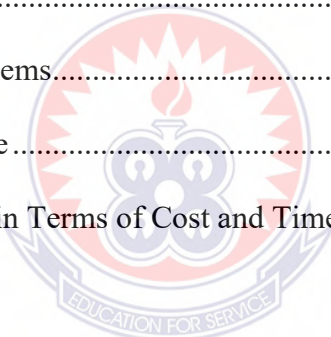 ................................................
ems................................
e......................................
in Terms of Cost and Time
EDUCATION FOR SERVICE